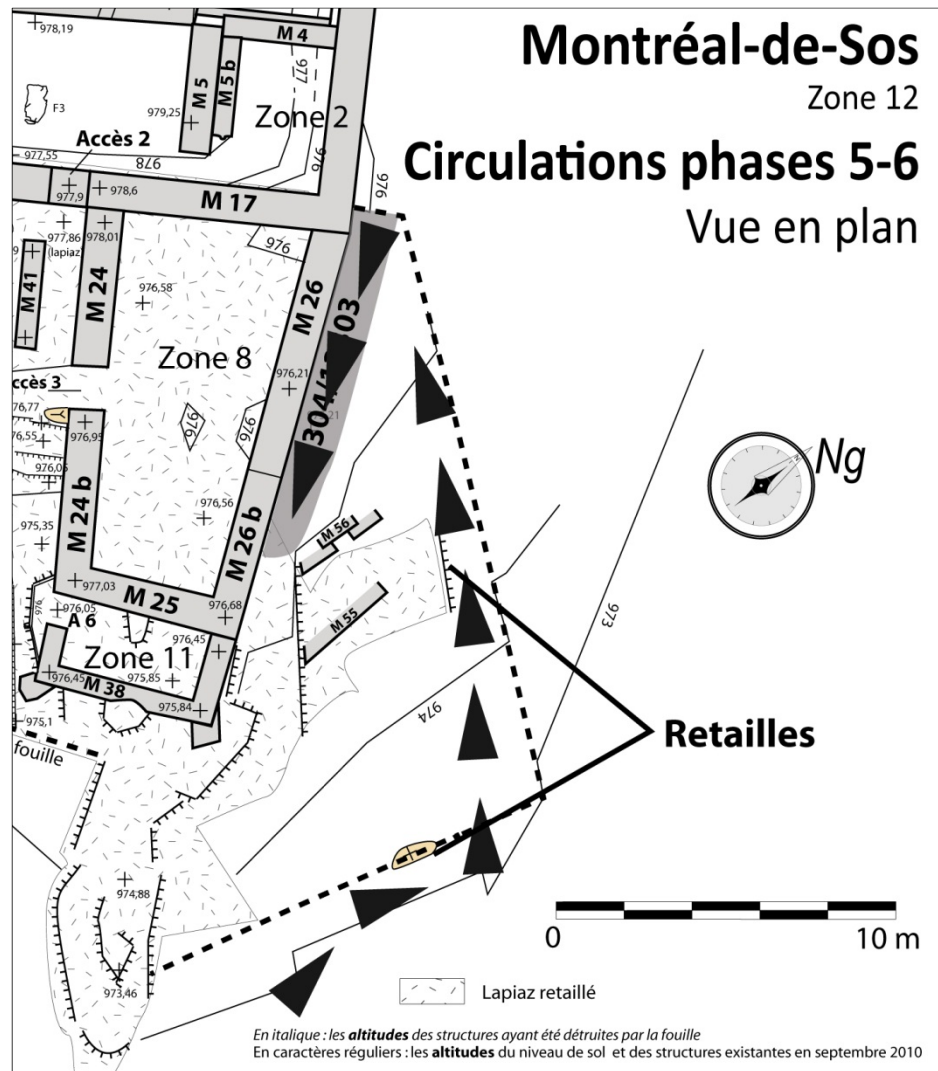 Montréal-de-Sos
Zone 12
Circulations phases 5-6
Vue en plan
978,19
M 4
M 5
M 5 b
977
979,25
Zone 2
F3
Accès 2
977,55
978
976
976
977,9
978,6
M 17
977,86
(lapiaz)
978,01
976
M 41
M 24
976,58
M 26
Zone 8
976,21
ccès 3
976,77
976,55
976,95
976
976
976,05
976,56
975,35
M 24 b
M 26 b
M 56
977,03
M 25
976,68
M 55
976
976,05
A 6
976,45
Zone 11
976,45
M 38
975,85
975,84
975,1
fouille
974
973
Ng
Retailles
974,88
973,46
0
10 m
Lapiaz retaillé
En italique : les altitudes des structures ayant été détruites par la fouille
En caractères réguliers : les altitudes du niveau de sol et des structures existantes en septembre 2010